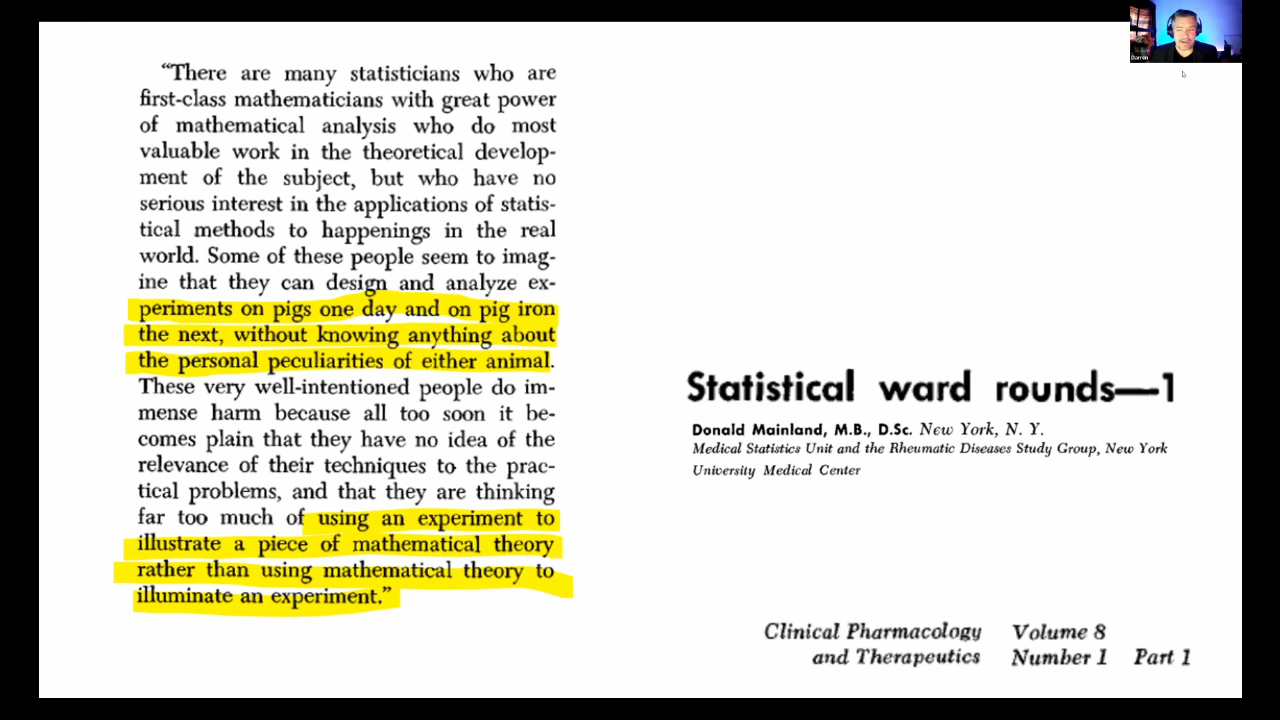 “There are many statisticians who are
first-class mathematicians with great power
of mathematical analysis who do most
valuable work in the theoretical develop-
ment of the subject, but who have no
serious interest in the applications of statis-
tical methods to happenings in the real
world. Some of these people seem to imag-
ine that they can design and analyze ex-
periments on pigs one day and on pig iron
the next, without knowing anything about
the personal peculiarities of either animal.
These very well-intentioned people do im-
mense harm because all too soon it be-
comes plain that they have no idea of the
relevance of their techniques to the prac-
tical problems, and that they are thinking
far too much of using an experiment to
illustrate a piece of mathematical theory
rather than using mathematical theory to
illuminate an experiment.”
Statistical ward rounds—1
Donald Mainland, M.B., D.Sc. New York, N. Y.
Medical Statistics Unit and the Rheumatic Diseases Study Group, New York
University Medical Center
Clinical Pharmacology Volume 8
and Therapeutics Number 1 Part 1
Darren